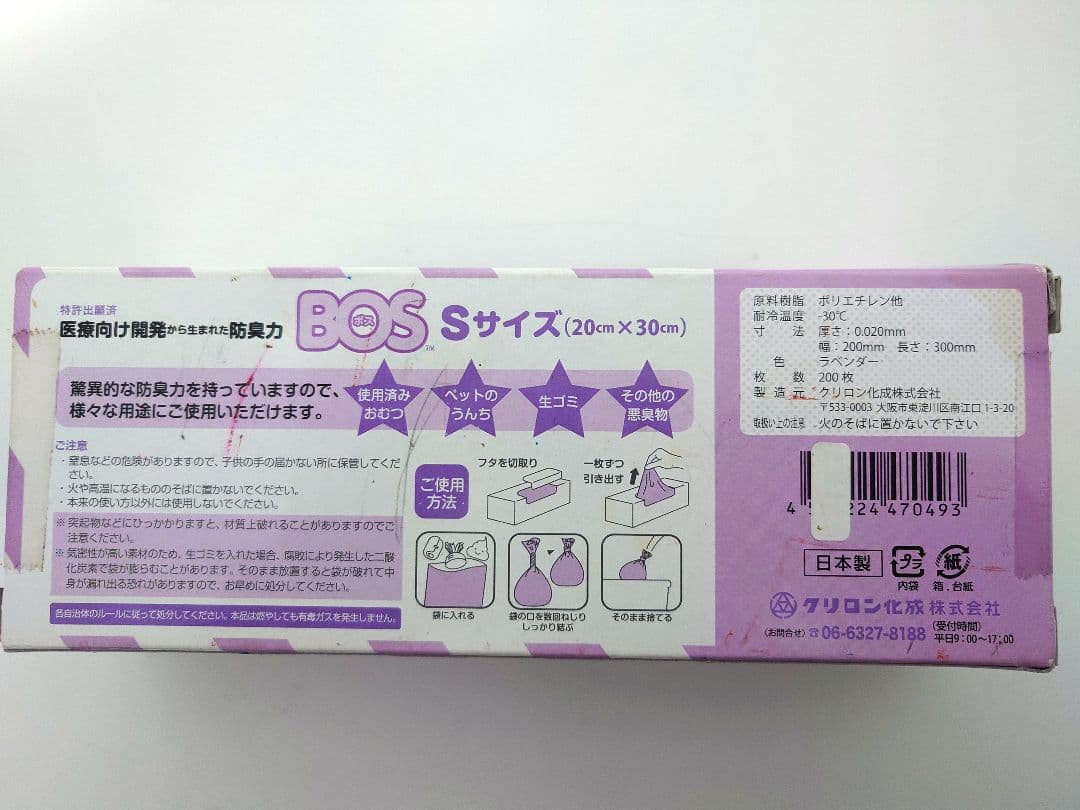 特許出願済
医療向け開発から生まれた防臭力
BOS
ボス
TM
Sサイズ(20cm×30cm)
驚異的な防臭力を持っていますので、
様々な用途にご使用いただけます。
使用済み
おむつ
ペットの
うんち
生ゴミ
その他の
悪臭物
ご注意
・窒息などの危険がありますので、子供の手の届かない所に保管してくだ
さい。
・火や高温になるもののそばに置かないでください。
・本来の使い方以外には使用しないでください。
※突起物などにひっかかりますと、材質上破れることがありますのでご
注意ください。
※気密性が高い素材のため、生ゴミを入れた場合、腐敗により発生した二酸
化炭素で袋が膨らむことがあります。そのまま放置すると袋が破れて中
身が漏れ出る恐れがありますので、お早めに処分してください。
各自治体のルールに従って処分してください。本品は燃やしても有毒ガスを発生しません。
ご使用
方法
フタを切取り
一枚ずつ
引き出す
袋に入れる
袋の口を数回ねじり
しっかり結ぶ
そのまま捨てる
原料樹脂 ポリエチレン他
耐冷温度 -30℃
寸法 厚さ:0.020mm
幅:200mm 長さ:300mm
色 ラベンダー
枚数 200枚
製造元 クリロン化成株式会社
〒533-0003 大阪市東淀川区南江口1-3-20
取扱い上の注意 火のそばに置かないで下さい
4 224 470493
日本製
プラ
内袋
紙
箱,台紙
クリロン化成株式会社
(お問合せ)☎06-6327-8188
(受付時間)
平日9:00〜17:00